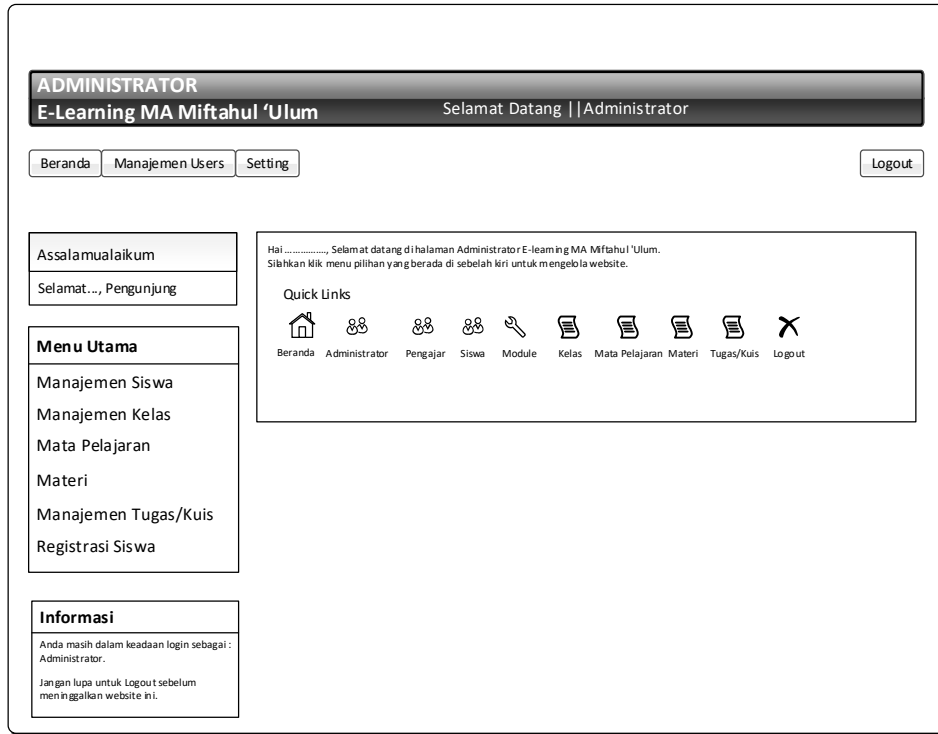 ADMINISTRATOR
E-Learning MA Miftahul ‘Ulum
Selamat Datang ||Administrator
Beranda
Manajemen Users
Setting
Logout
Assalamualaikum
Selamat..., Pengunjung
Menu Utama
Manajemen Siswa
Manajemen Kelas
Mata Pelajaran
Materi
Manajemen Tugas/Kuis
Registrasi Siswa
Informasi
Anda masih dalam keadaan login sebagai :
Administrator.
Jangan lupa untuk Logout sebelum
meninggalkan website ini.
Hai ................, Selamat datang di halaman Administrator E-learning MA Miftahul 'Ulum.
Silahkan klik menu pilihan yang berada di sebelah kiri untuk mengelola website.
Quick Links
Beranda Administrator Pengajar Siswa Module Kelas Mata Pelajaran Materi Tugas/Kuis Logout